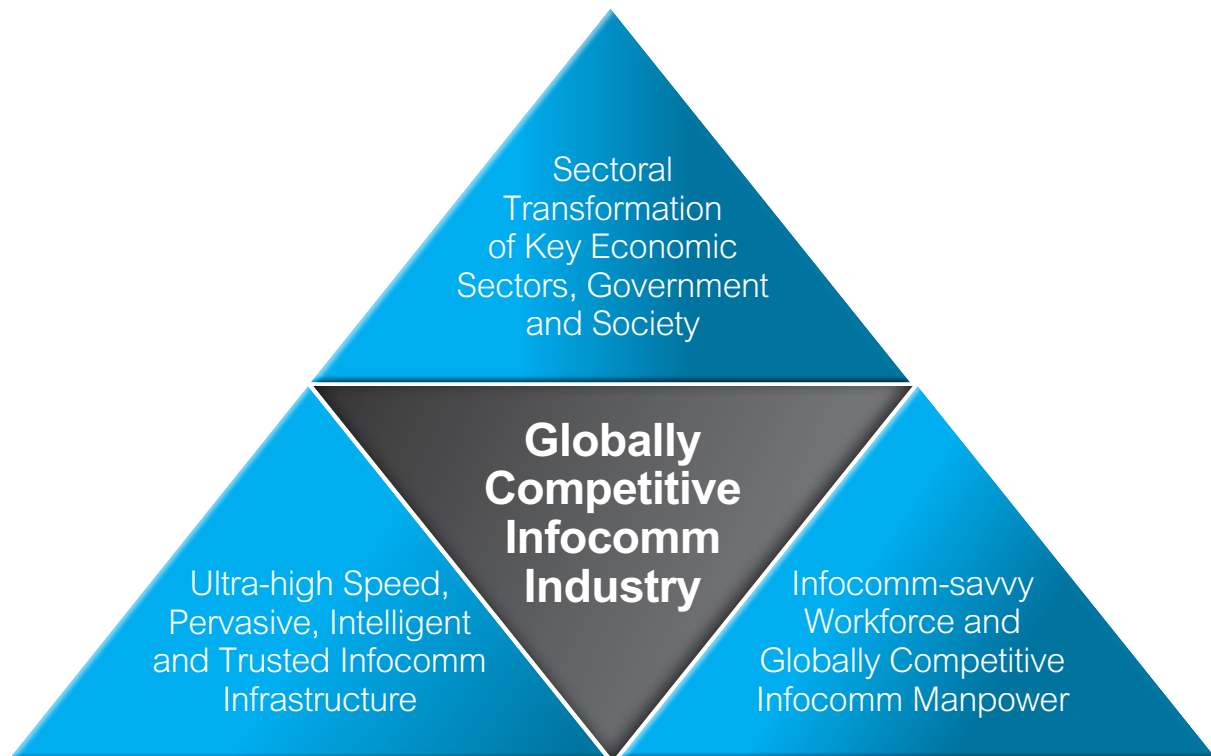 Sectoral
Transformation
of Key Economic
Sectors, Government
and Society
Globally
Competitive
Infocomm
Industry
Ultra-high Speed,
Pervasive, Intelligent
and Trusted Infocomm
Infrastructure
Infocomm-savvy
Workforce and
Globally Competitive
Infocomm Manpower